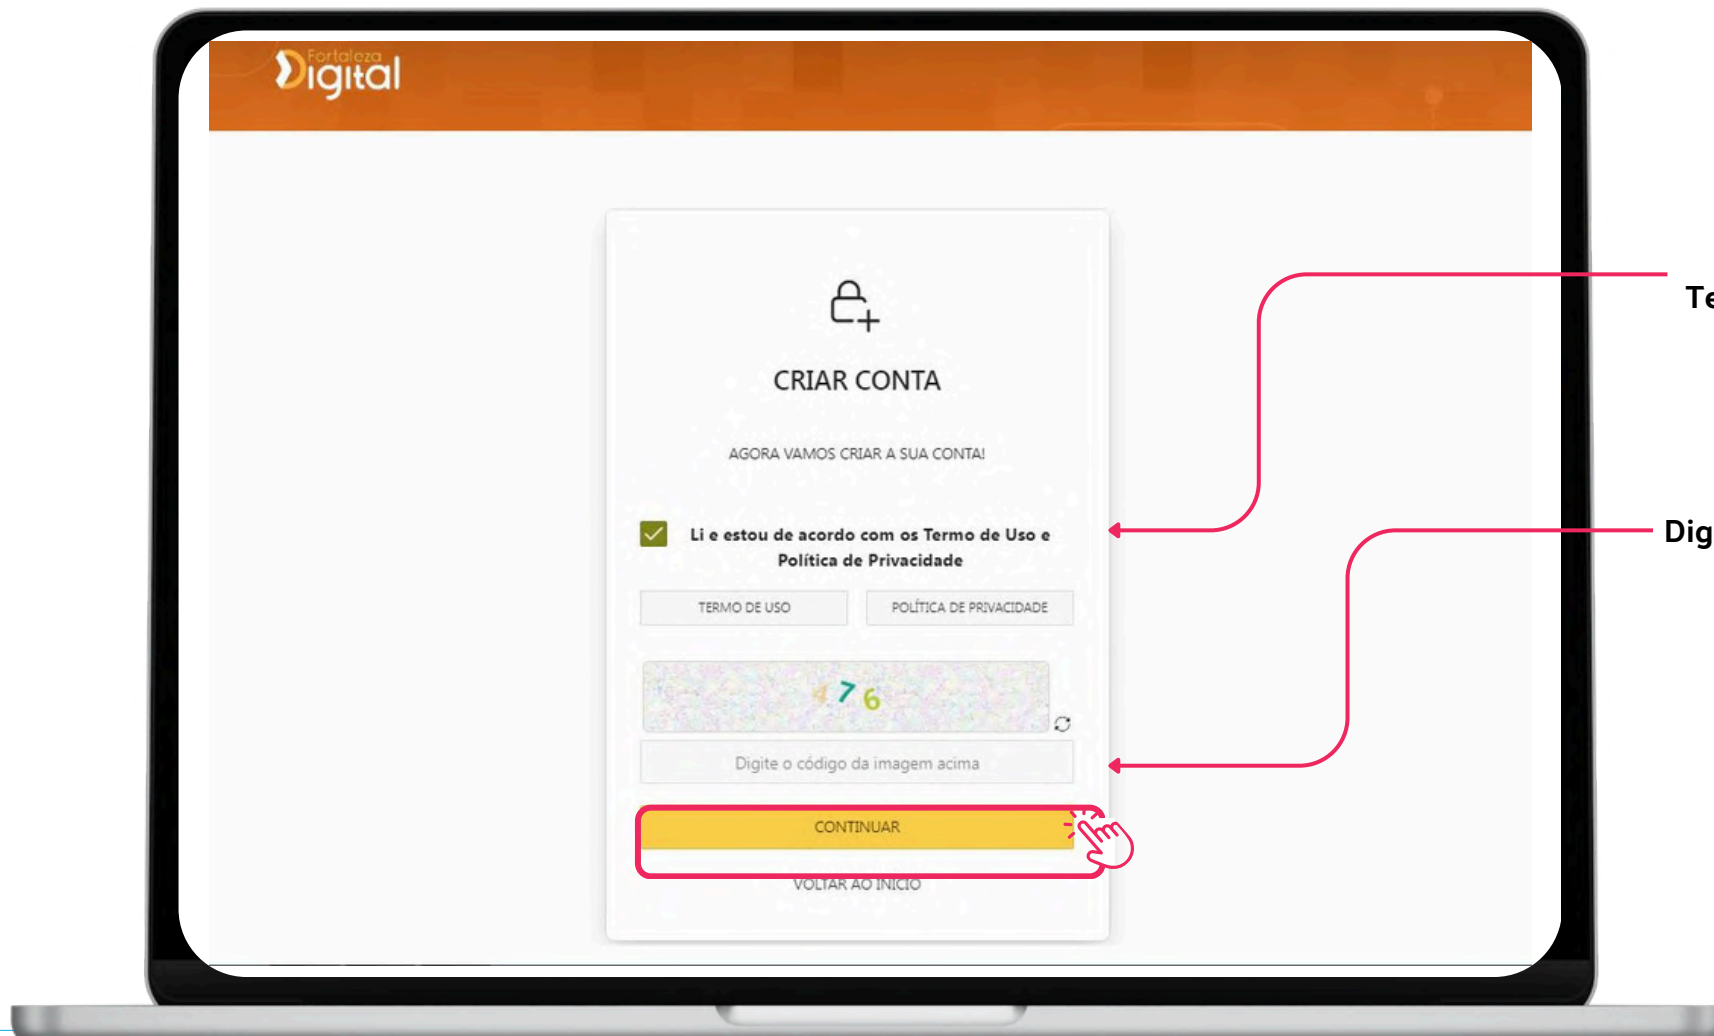 Fortaleza
Digital
CRIAR CONTA
AGORA VAMOS CRIAR A SUA CONTA!
Li e estou de acordo com os Termo de Uso e
Política de Privacidade
TERMO DE USO
POLÍTICA DE PRIVACIDADE
4 7 6
Digite o código da imagem acima
CONTINUAR
VOLTAR AO INÍCIO
Te
Dig